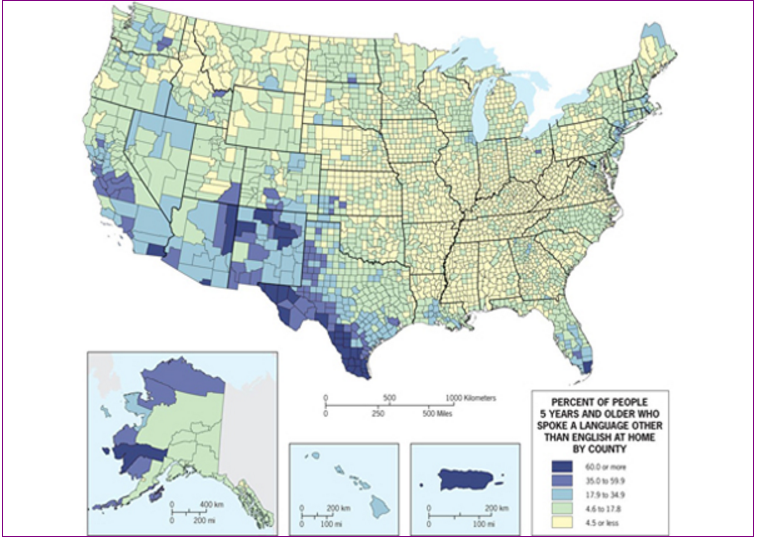 0 500 1000 Kilometers
0 250 500 Miles
PERCENT OF PEOPLE
5 YEARS AND OLDER WHO
SPOKE A LANGUAGE OTHER
THAN ENGLISH AT HOME
BY COUNTY
60.0 or more
35.0 to 59.9
17.9 to 34.9
4.6 to 17.8
4.5 or less
0 400 km
0 200 mi
0 200 km
0 100 mi
0 200 km
0 100 mi